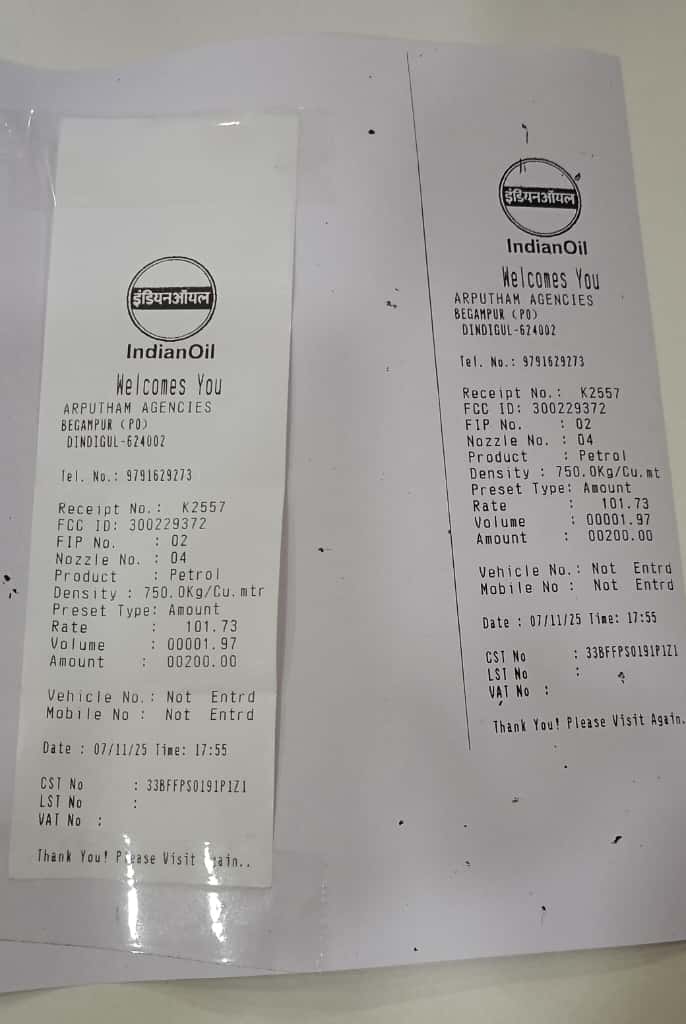 इंडियनऑयल
IndianOil
Welcomes You
ARPUTHAM AGENCIES
BEGAMPUR (PO)
DINDIGUL-624002
Tel. No.: 9791629273
Receipt No.: K2557
FCC ID: 300229372
FIP No. : 02
Nozzle No. : 04
Product : Petrol
Density : 750.0Kg/Cu.mtr
Preset Type: Amount
Rate : 101.73
Volume : 00001.97
Amount : 00200.00
Vehicle No.: Not Entrd
Mobile No : Not Entrd
Date : 07/11/25 Time: 17:55
CST No : 33BFFPS0191P1Z1
LST No :
VAT No :
Thank You! Please Visit Again..
इंडियनऑयल
IndianOil
Welcomes You
ARPUTHAM AGENCIES
BEGAMPUR (PO)
DINDIGUL-624002
Tel. No.: 9791629273
Receipt No.: K2557
FCC ID: 300229372
FIP No. : 02
Nozzle No. : 04
Product : Petrol
Density : 750.0Kg/Cu.mt
Preset Type: Amount
Rate : 101.73
Volume : 00001.97
Amount : 00200.00
Vehicle No.: Not Entrd
Mobile No : Not Entrd
Date : 07/11/25 Time: 17:55
CST No : 33BFFPS0191P1Z1
LST No :
VAT No :
Thank You! Please Visit Again.